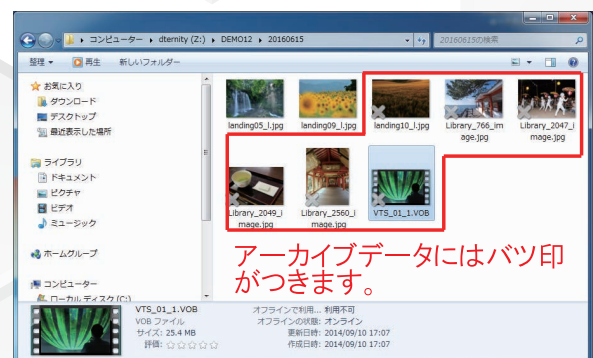 コンピューター ▸ dternity (Z:) ▸ DEMO12 ▸ 20160615
20160615の検索
整理 ▼ 再生 新しいフォルダー
お気に入り
ダウンロード
デスクトップ
最近表示した場所
ライブラリ
ドキュメント
ピクチャ
ビデオ
ミュージック
ホームグループ
コンピューター
ローカル ディスク (C:)
landing05_l.jpg
landing09_l.jpg
landing10_l.jpg
Library_766_im
age.jpg
Library_2047_i
mage.jpg
Library_2049_i
mage.jpg
Library_2560_i
mage.jpg
VTS_01_1.VOB
アーカイブデータにはバツ印
がつきます。
VTS_01_1.VOB オフラインで利用... 利用不可
VOB ファイル オフラインの状態: オンライン
サイズ: 25.4 MB 更新日時: 2014/09/10 17:07
評価: ☆☆☆☆☆ 作成日時: 2014/09/10 17:07